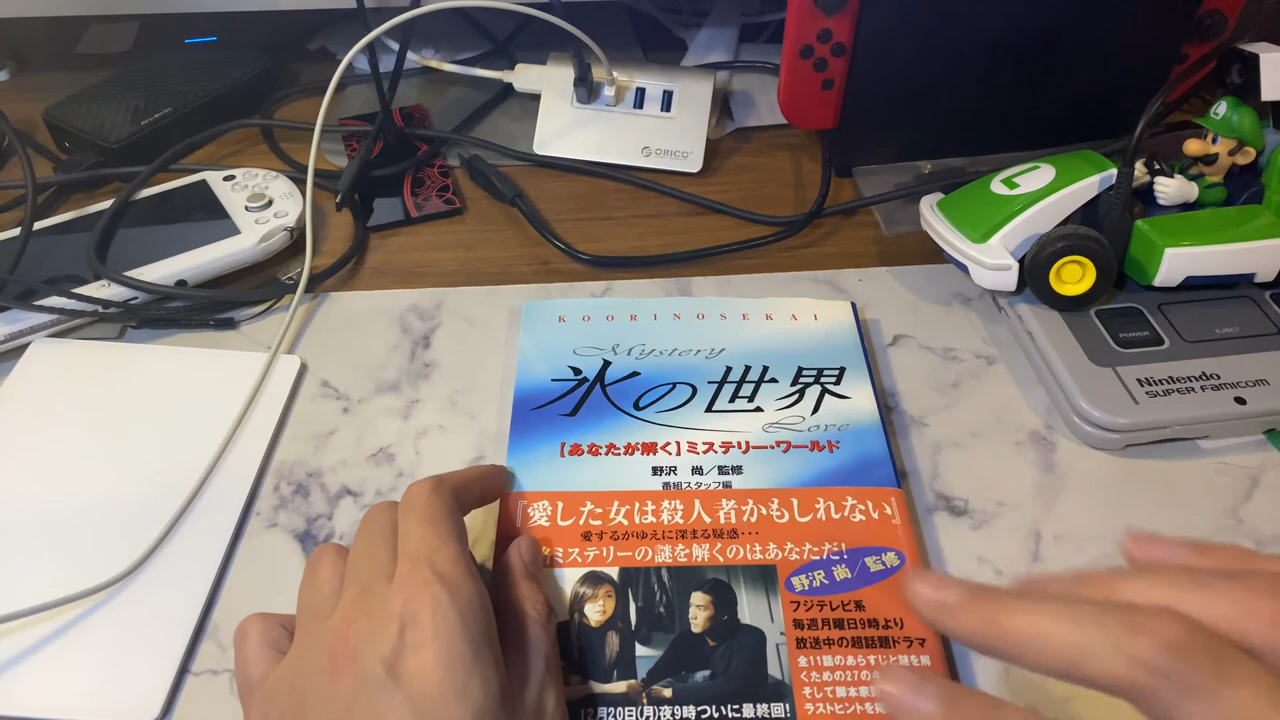 ORICO
L
POWER
EJECT
Nintendo
SUPER FAMICOM
KOORINOSEKAI
Mystery
氷の世界
Love
【あなたが解く】ミステリー・ワールド
野沢 尚／監修
番組スタッフ編
『愛した女は殺人者かもしれない』
愛するがゆえに深まる疑惑･･･
ミステリーの謎を解くのはあなただ!
野沢 尚／監修
フジテレビ系
毎週月曜日9時より
放送中の超話題ドラマ
全11話のあらすじと謎を解
くための27の
そして脚本家
ラストヒントを
12月20日(月)夜9時ついに最終回!